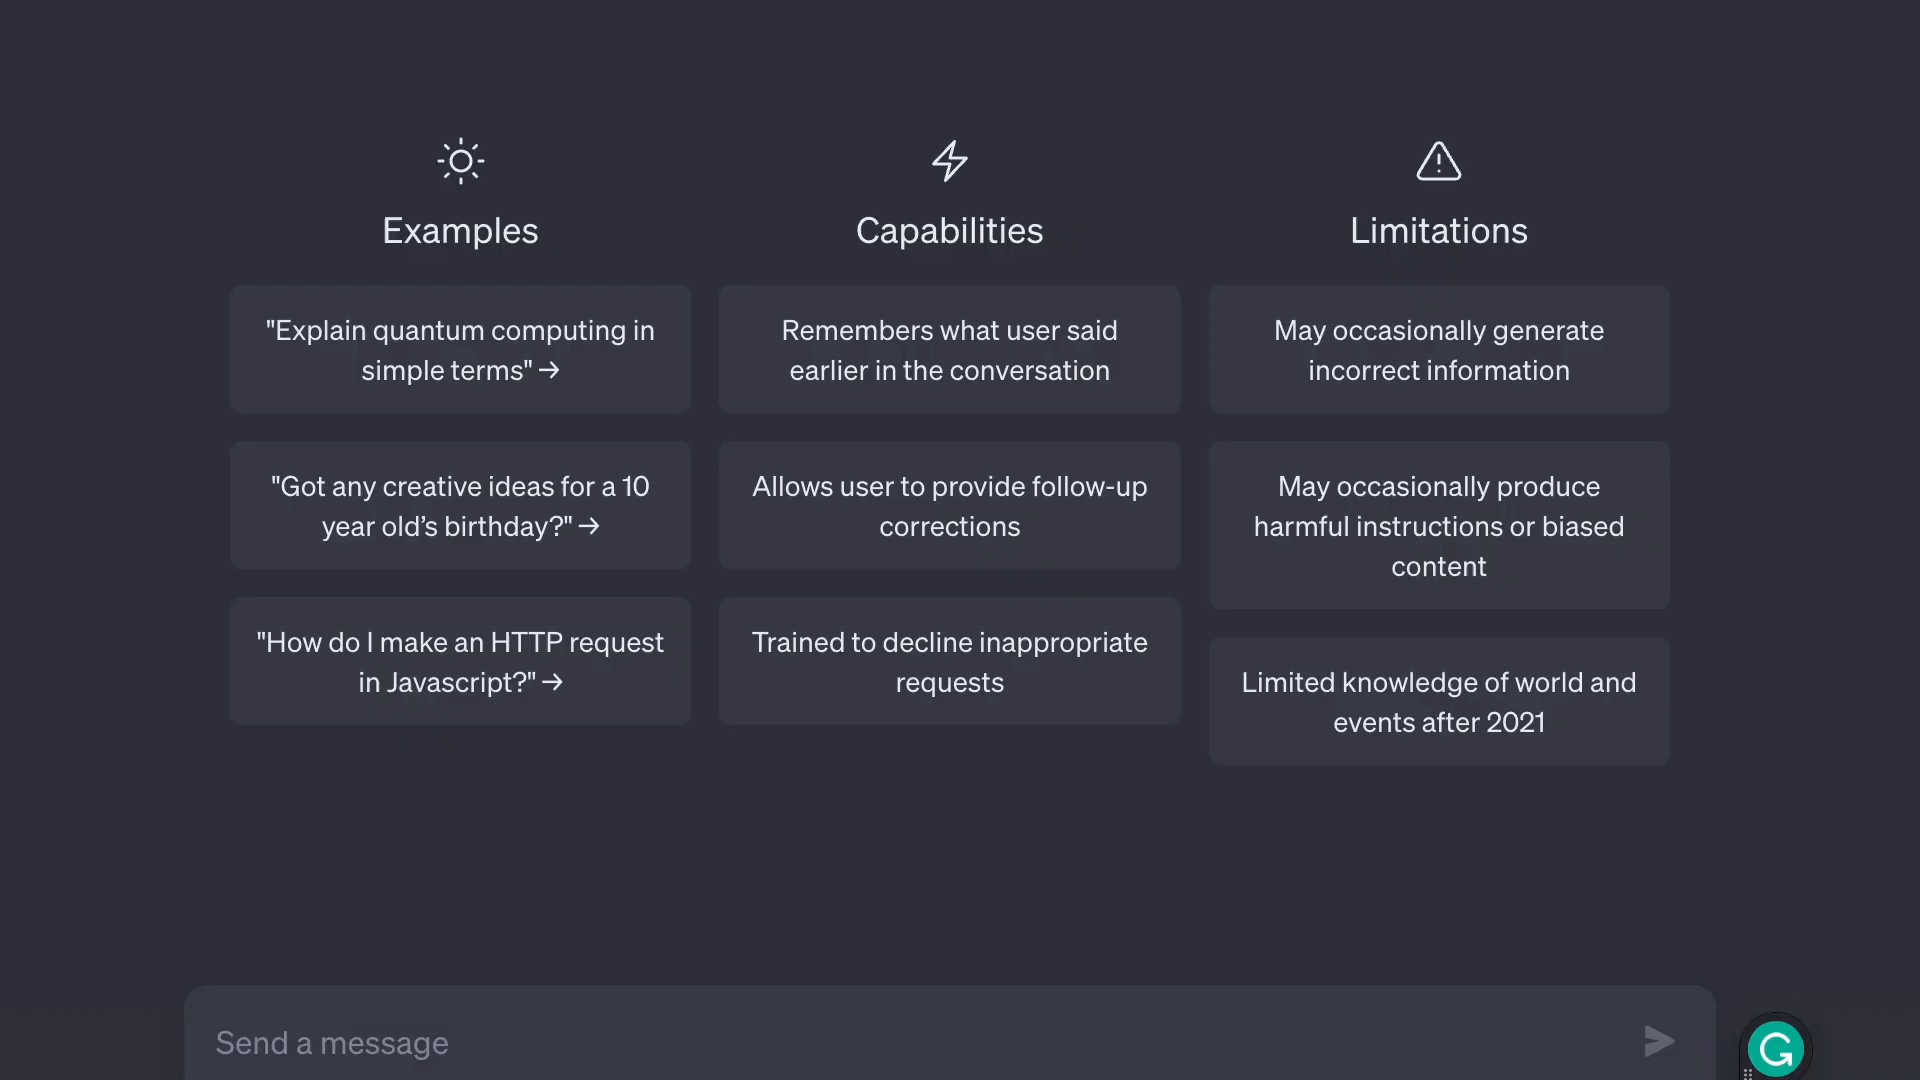 Examples
"Explain quantum computing in
simple terms" →
"Got any creative ideas for a 10
year old’s birthday?" →
"How do I make an HTTP request
in Javascript?" →
Capabilities
Remembers what user said
earlier in the conversation
Allows user to provide follow-up
corrections
Trained to decline inappropriate
requests
Limitations
May occasionally generate
incorrect information
May occasionally produce
harmful instructions or biased
content
Limited knowledge of world and
events after 2021
Send a message